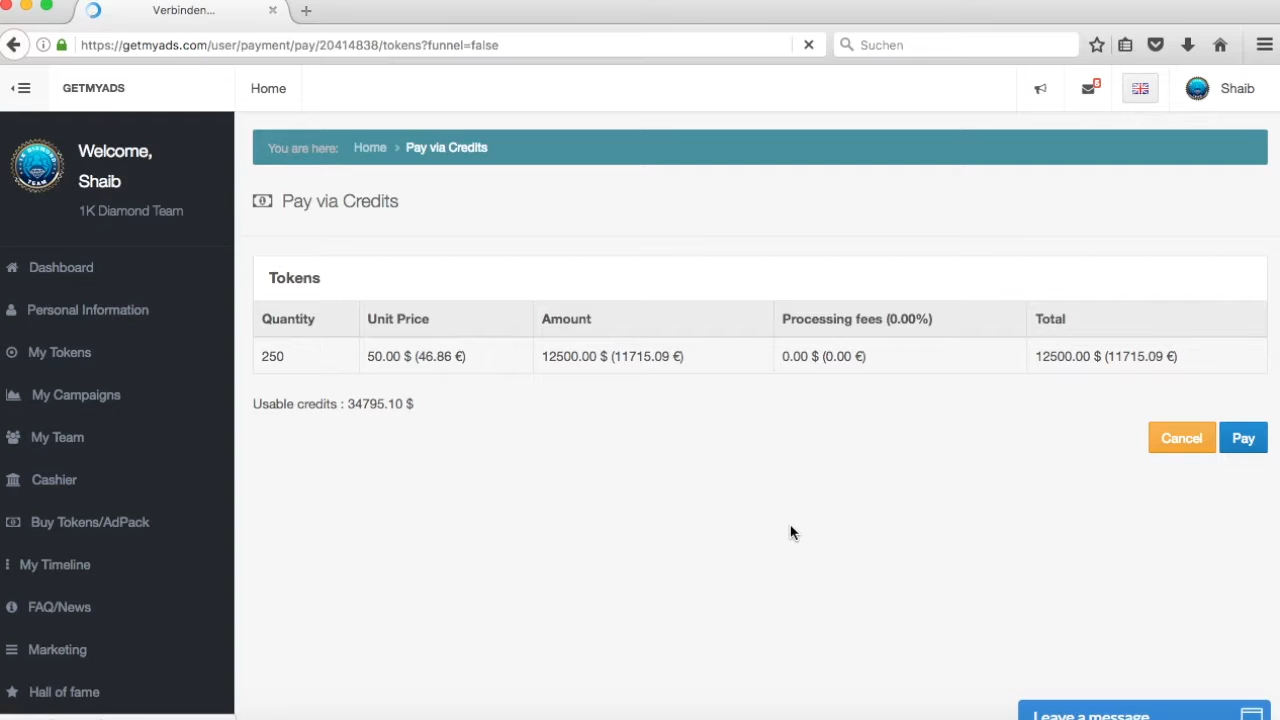 Verbinden...
https://getmyads.com/user/payment/pay/20414838/tokens?funnel=false
Suchen
GETMYADS
Home
Shaib
Welcome,
Shaib
1K Diamond Team
Dashboard
Personal Information
My Tokens
My Campaigns
My Team
Cashier
Buy Tokens/AdPack
My Timeline
FAQ/News
Marketing
Hall of fame
You are here: Home > Pay via Credits
Pay via Credits
Tokens
Quantity Unit Price Amount Processing fees (0.00%) Total
250 50.00 $ (46.86 €) 12500.00 $ (11715.09 €) 0.00 $ (0.00 €) 12500.00 $ (11715.09 €)
Usable credits : 34795.10 $
Cancel Pay
Leave a message